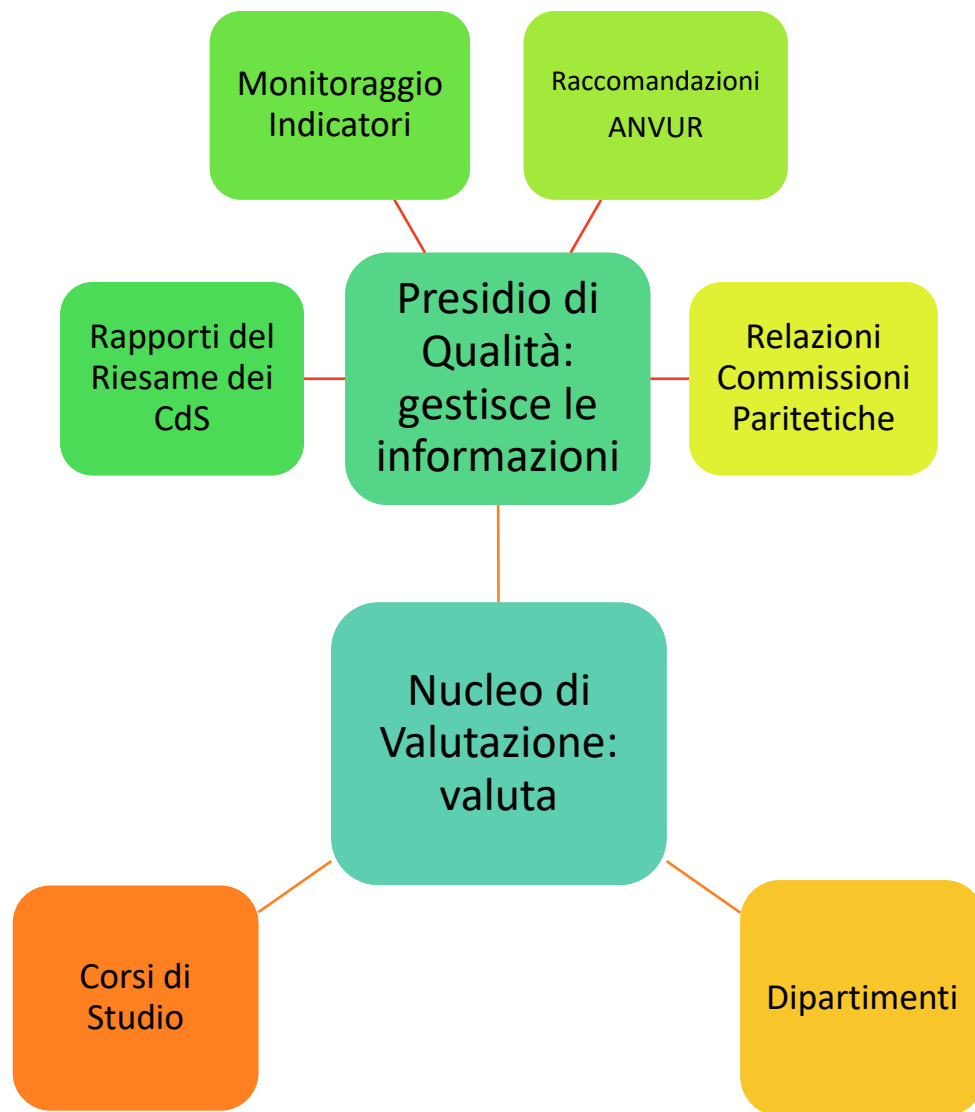 Monitoraggio
Indicatori
Raccomandazioni
ANVUR
Rapporti del
Riesame dei
CdS
Presidio di
Qualità:
gestisce le
informazioni
Relazioni
Commissioni
Paritetiche
Nucleo di
Valutazione:
valuta
Corsi di
Studio
Dipartimenti